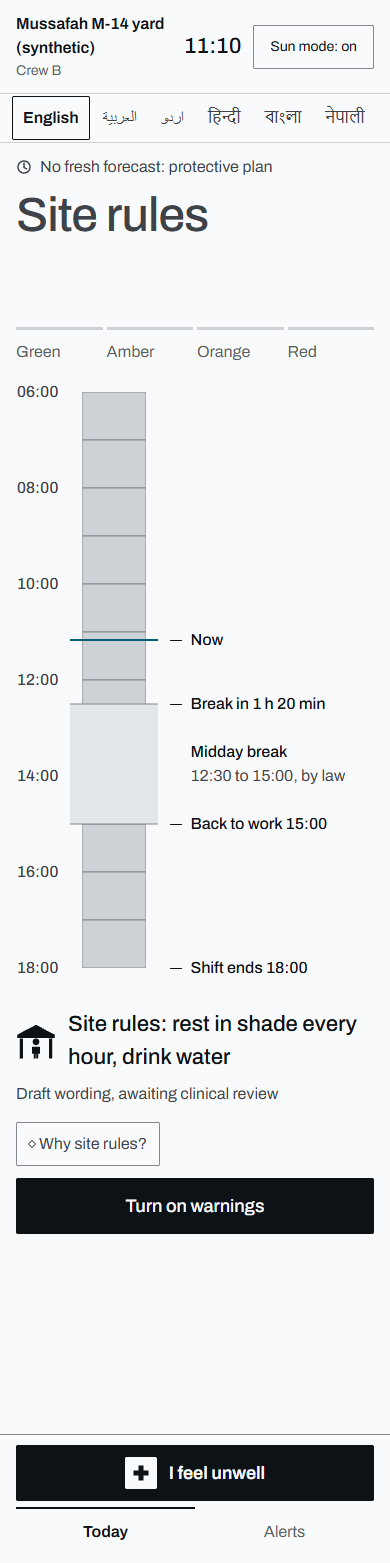 Mussafah M-14 yard
(synthetic)
Crew B
11:10
Sun mode: on
English
العربية
اردو
हिन्दी
বাংলা
नेपाली
No fresh forecast: protective plan
Site rules
Green
Amber
Orange
Red
06:00
08:00
10:00
Now
12:00
Break in 1 h 20 min
Midday break
14:00
12:30 to 15:00, by law
Back to work 15:00
16:00
18:00
Shift ends 18:00
Site rules: rest in shade every
hour, drink water
Draft wording, awaiting clinical review
Why site rules?
Turn on warnings
I feel unwell
Today
Alerts